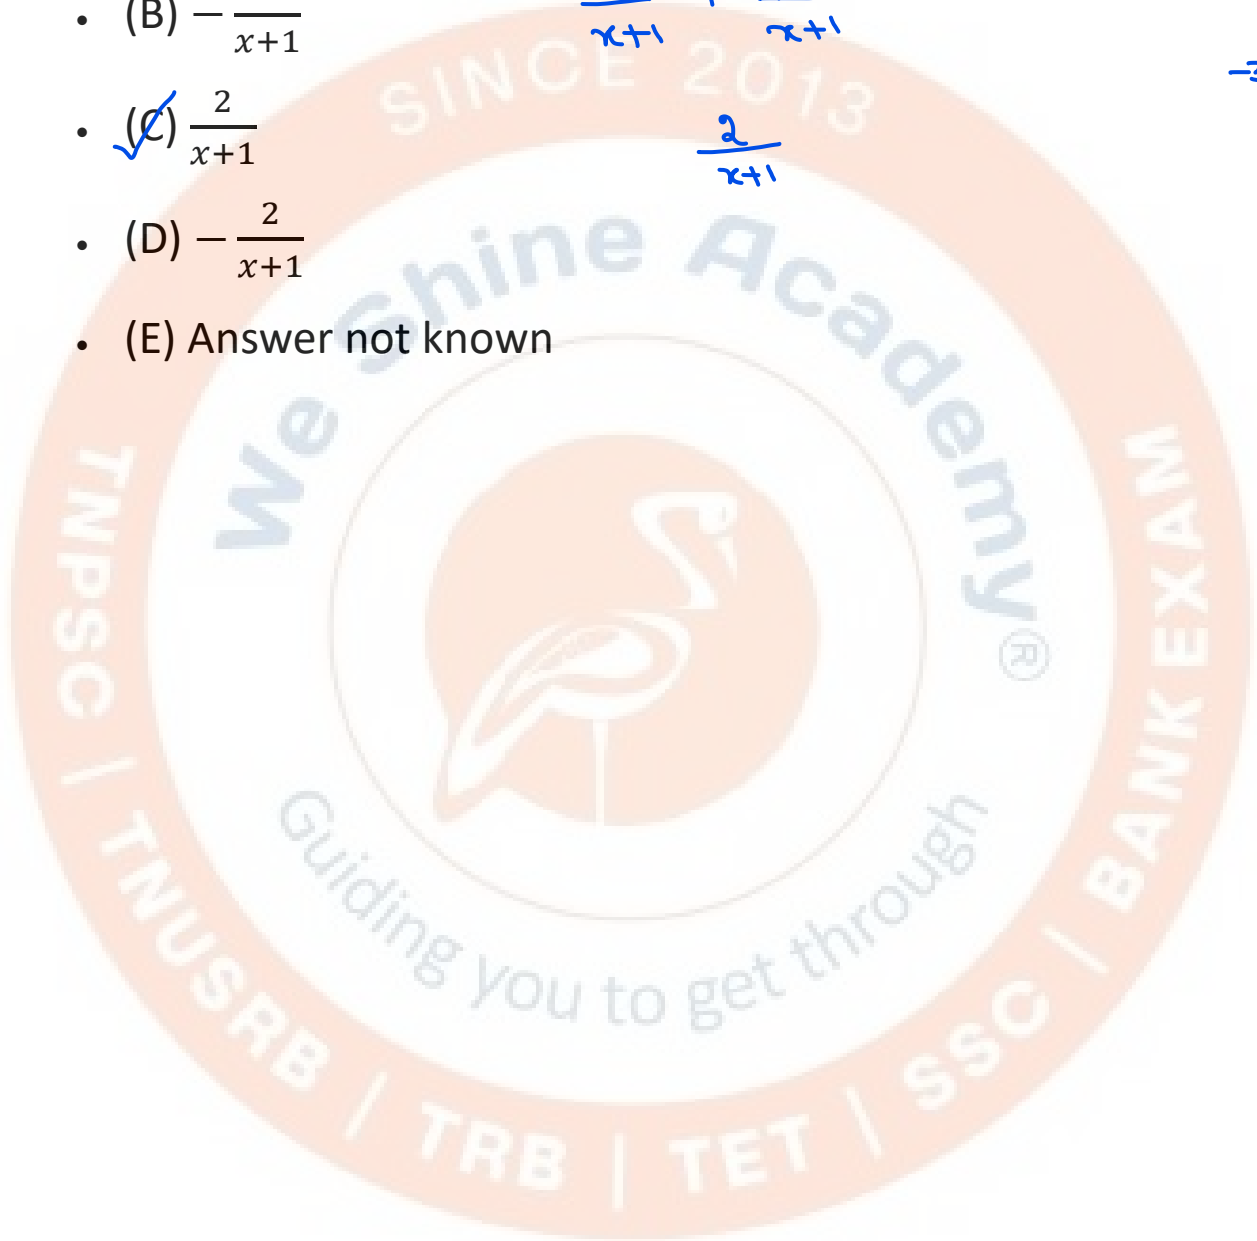 • (B) − ―/x+1
x+1 x+1
• (C) 2/x+1
2/x+1
• (D) − 2/x+1
• (E) Answer not known
SINCE 2013
We Shine Academy®
Guiding you to get through
TNPSC | TNUSRB | TRB | TET | SSC | BANK EXAM